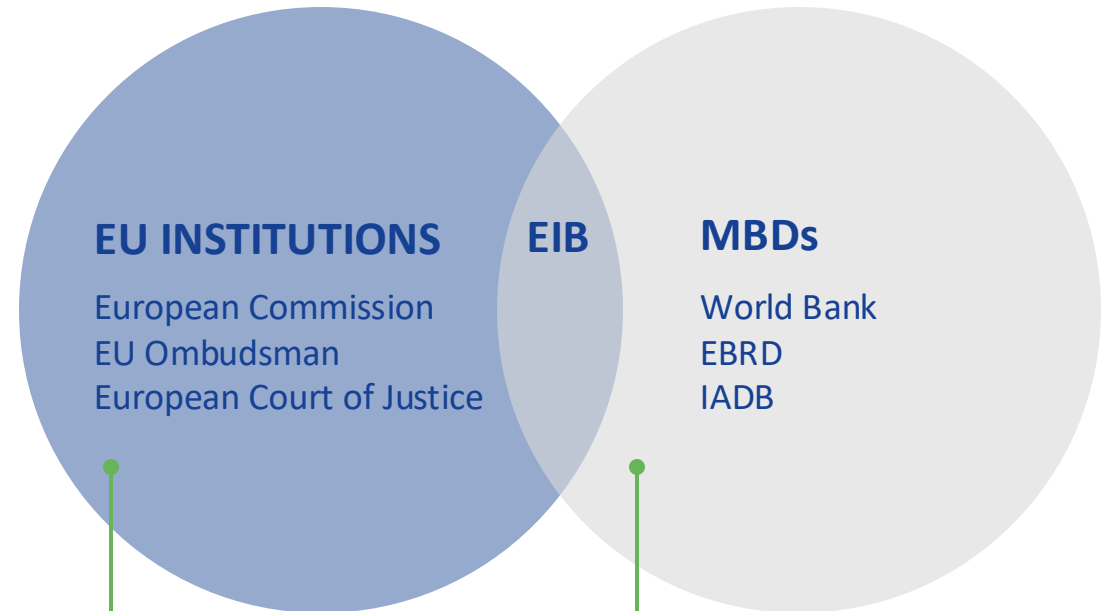 EU INSTITUTIONS
European Commission
EU Ombudsman
European Court of Justice
EIB
MBDs
World Bank
EBRD
IADB